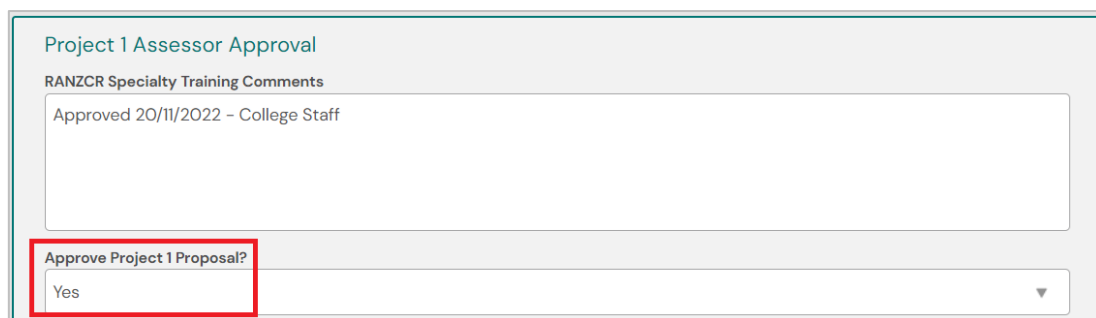 Project 1 Assessor Approval
RANZCR Specialty Training Comments
Approved 20/11/2022 - College Staff
Approve Project 1 Proposal?
Yes